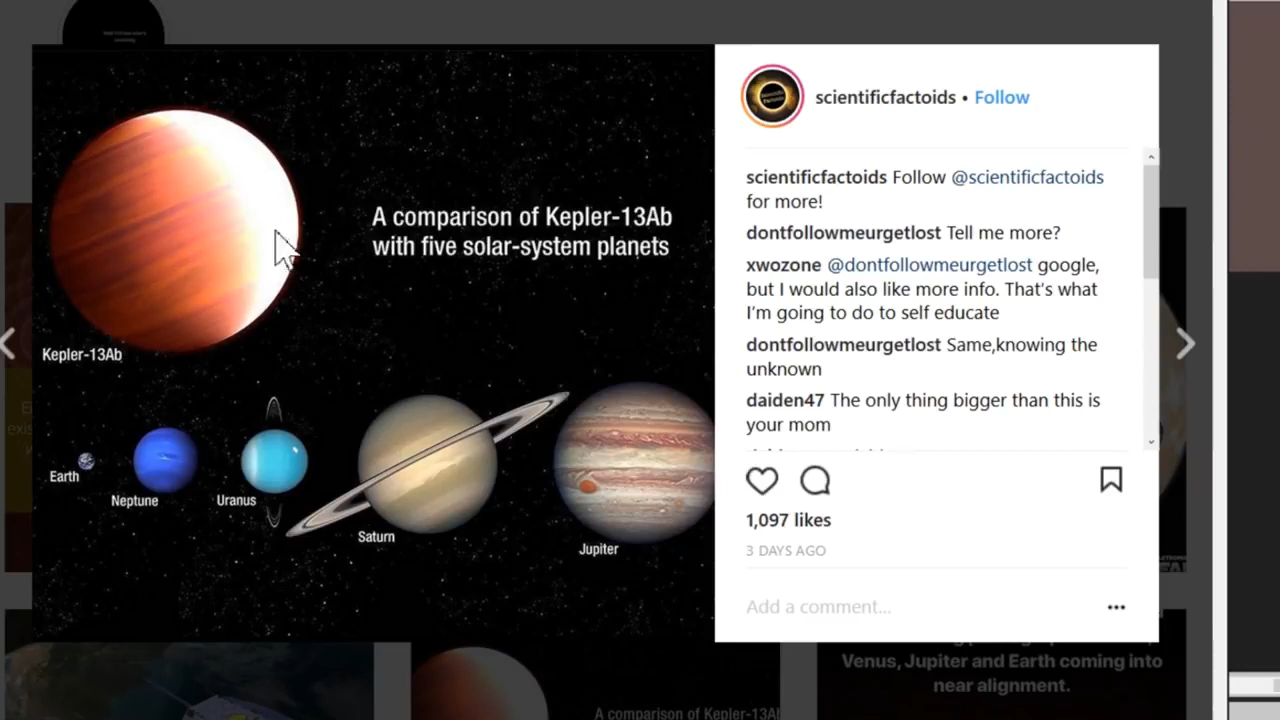 A comparison of Kepler-13Ab
with five solar-system planets
Kepler-13Ab
Earth
Neptune
Uranus
Saturn
Jupiter
scientificfactoids • Follow
scientificfactoids Follow @scientificfactoids
for more!
dontfollowmeurgetlost Tell me more?
xwozone @dontfollowmeurgetlost google,
but I would also like more info. That's what
I'm going to do to self educate
dontfollowmeurgetlost Same,knowing the
unknown
daiden47 The only thing bigger than this is
your mom
1,097 likes
3 DAYS AGO
Add a comment...
A comparison of Kepler-13Ab
Venus, Jupiter and Earth coming into
near alignment.